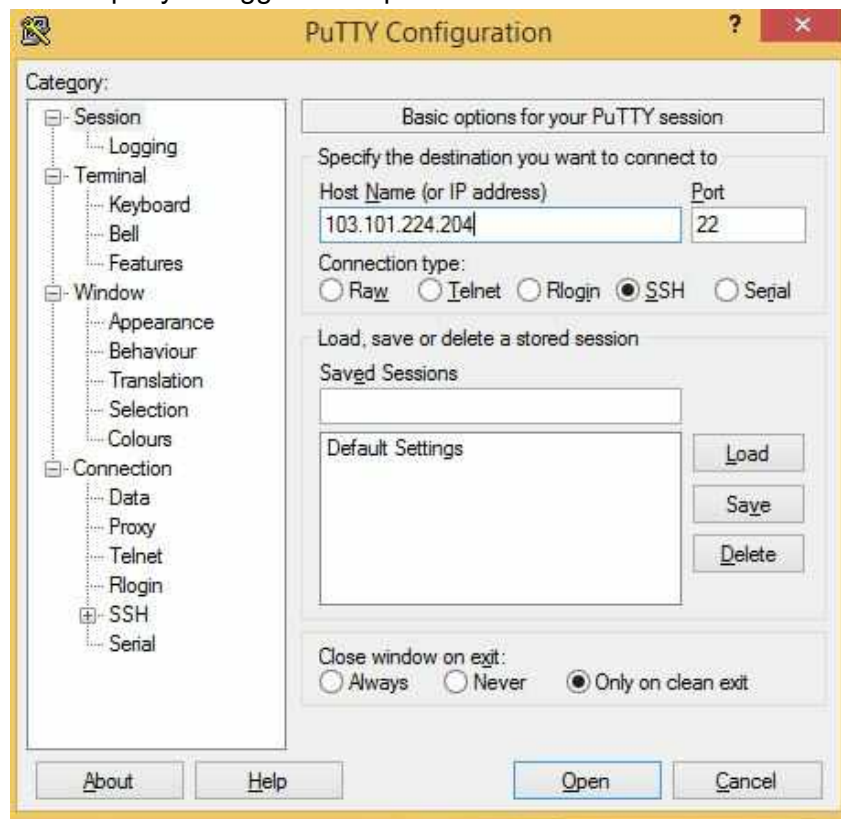 PuTTY Configuration
?
×
Category:
Session
Logging
Terminal
Keyboard
Bell
Features
Window
Appearance
Behaviour
Translation
Selection
Colours
Connection
Data
Proxy
Telnet
Rlogin
SSH
Serial
Basic options for your PuTTY session
Specify the destination you want to connect to
Host Name (or IP address) Port
103.101.224.204 22
Connection type:
Raw Telnet Rlogin SSH Serial
Load, save or delete a stored session
Saved Sessions
Default Settings
Load
Save
Delete
Close window on exit:
Always Never Only on clean exit
About Help Open Cancel